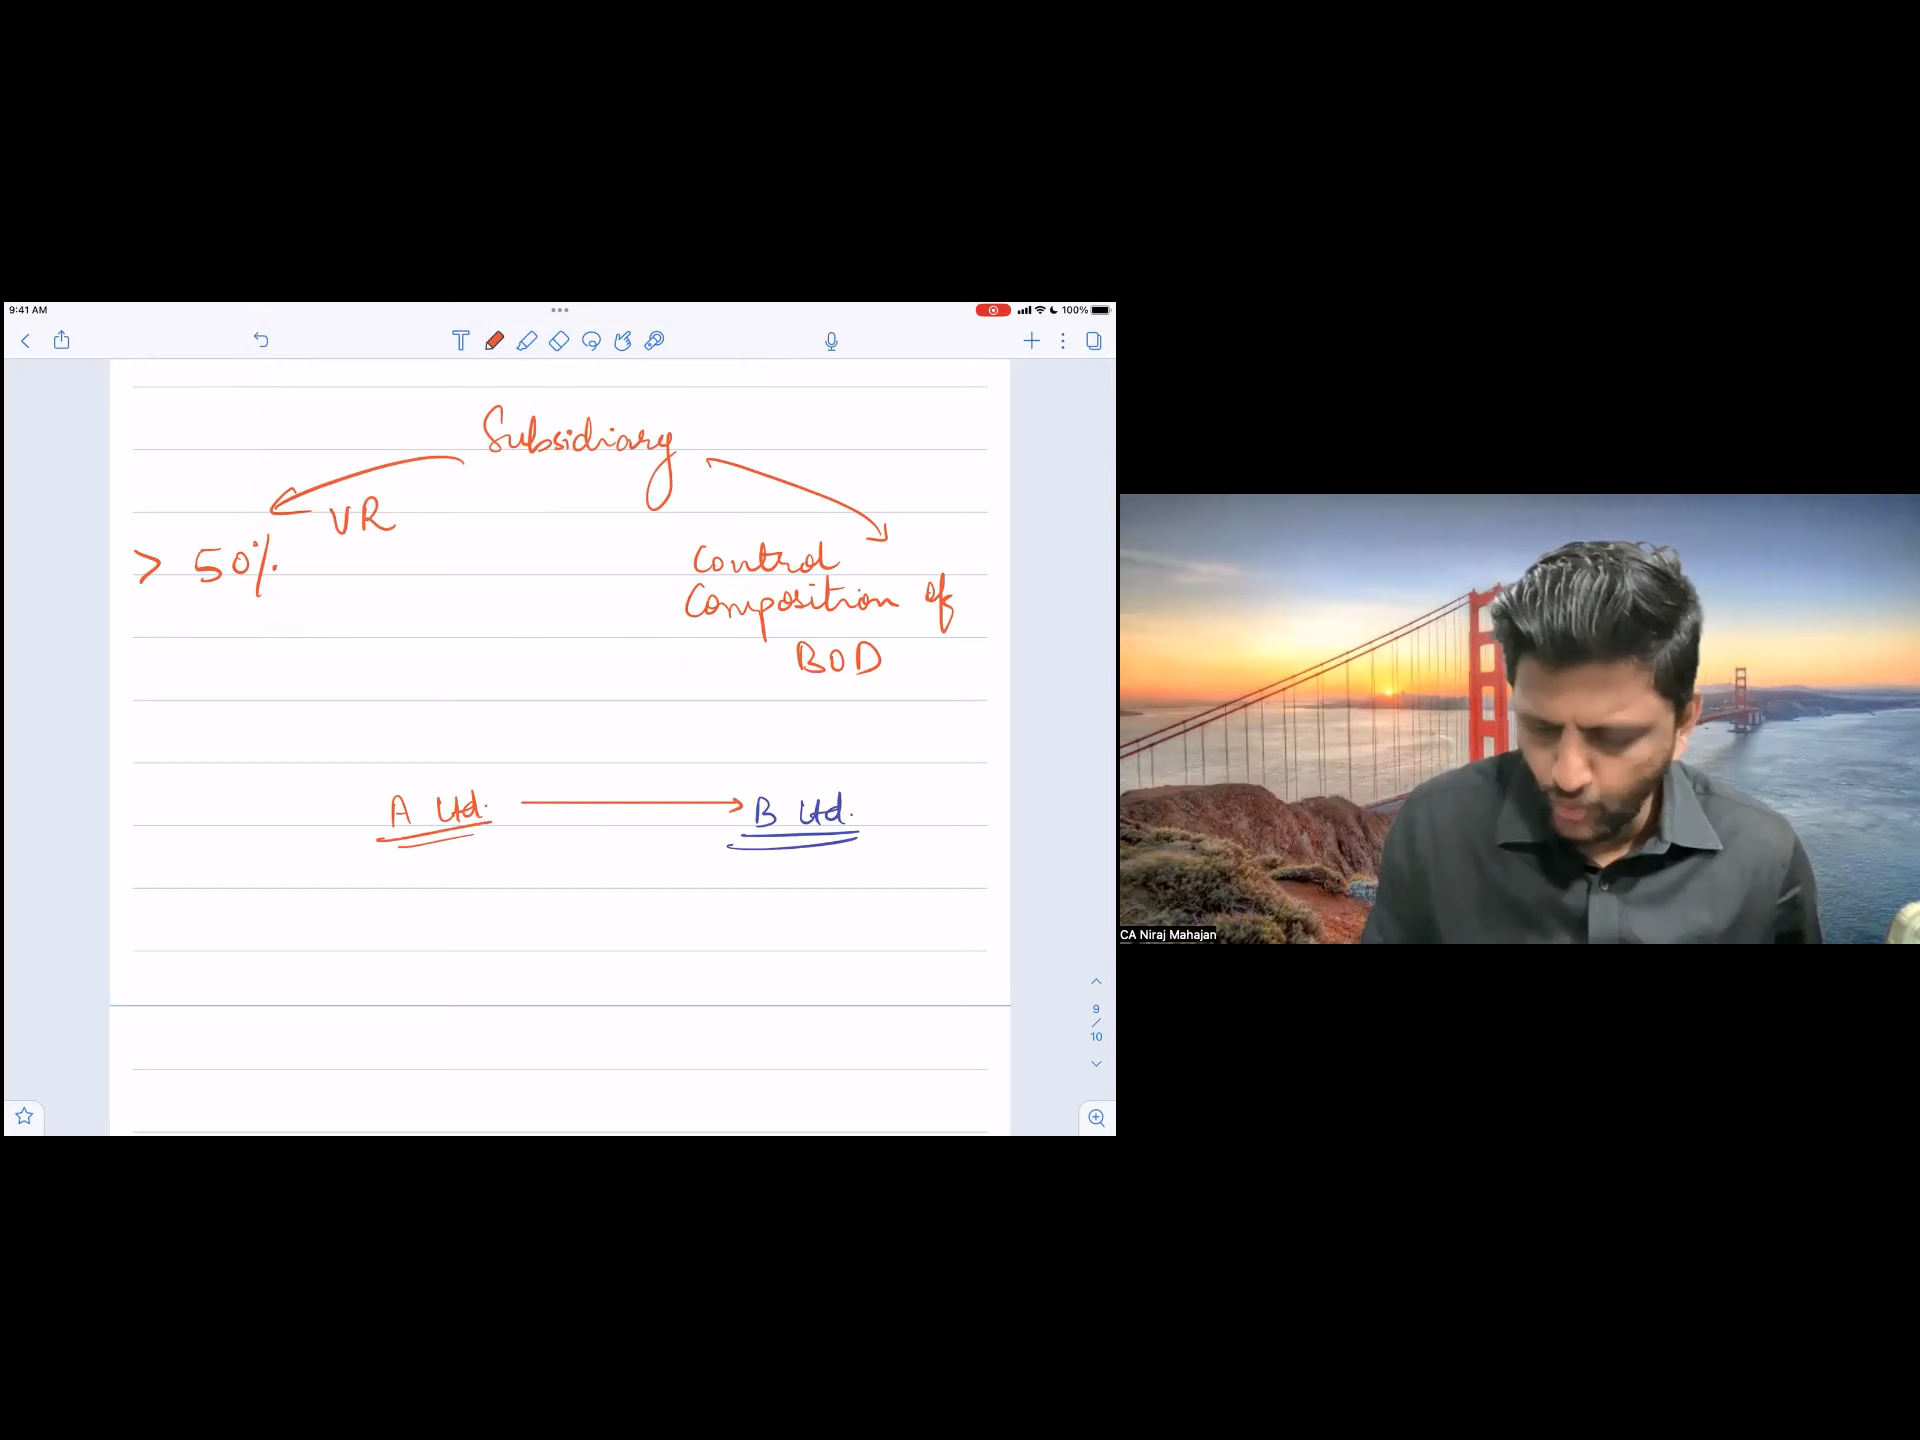 9:41 AM
100%
Subsidiary
VR
> 50%
Control
Composition of
BOD
A Ltd.
B Ltd.
CA Niraj Mahajan
9
/
10